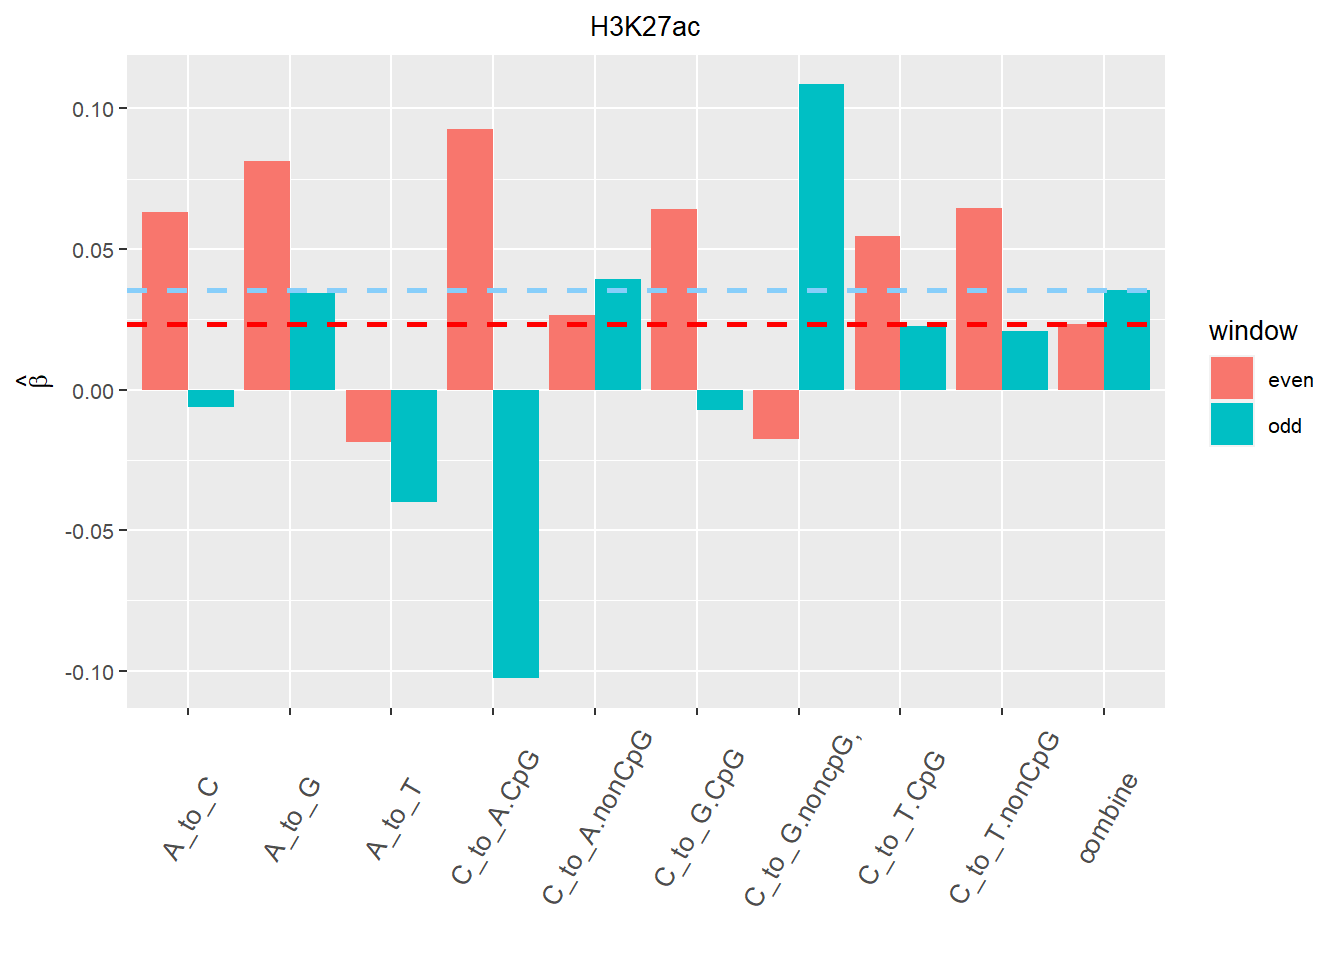 H3K27ac
0.10
0.05
0.00
-0.05
-0.10
β̂
A_to_C
A_to_G
A_to_T
C_to_A.CpG
C_to_A.nonCpG
C_to_G.CpG
C_to_G.noncpG,
C_to_T.CpG
C_to_T.nonCpG
combine
window
even
odd